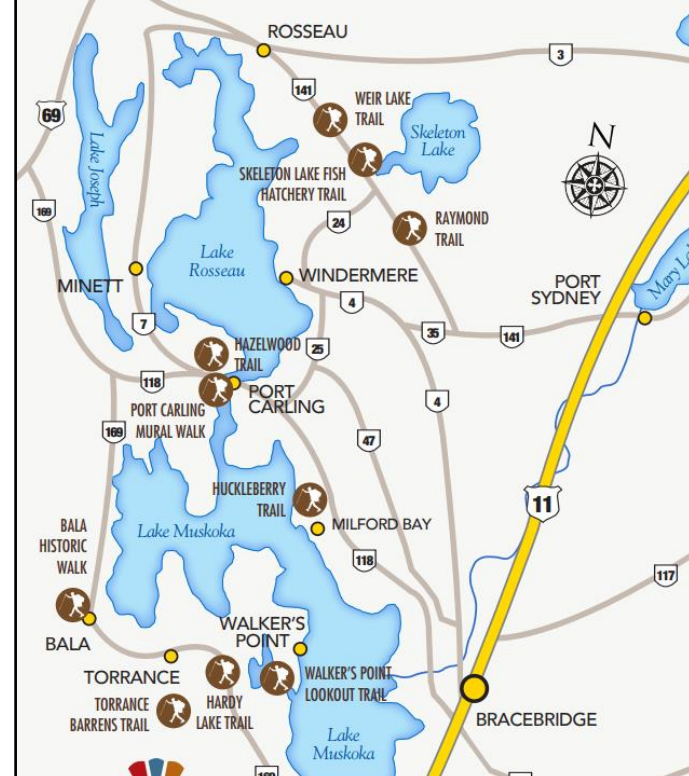 ROSSEAU
3
141
WEIR LAKE
TRAIL
69
Lake Joseph
Skeleton
Lake
N
SKELETON LAKE FISH
HATCHERY TRAIL
169
24
RAYMOND
TRAIL
Lake
Rosseau
MINETT
WINDERMERE
PORT
SYDNEY
Mary La
4
7
35
141
HAZELWOOD
TRAIL
25
118
PORT
CARLING
PORT CARLING
MURAL WALK
4
169
47
HUCKLEBERRY
TRAIL
11
Lake Muskoka
MILFORD BAY
BALA
HISTORIC
WALK
118
117
BALA
WALKER'S
POINT
TORRANCE
WALKER'S POINT
LOOKOUT TRAIL
TORRANCE
BARRENS TRAIL
HARDY
LAKE TRAIL
BRACEBRIDGE
Lake
Muskoka
169